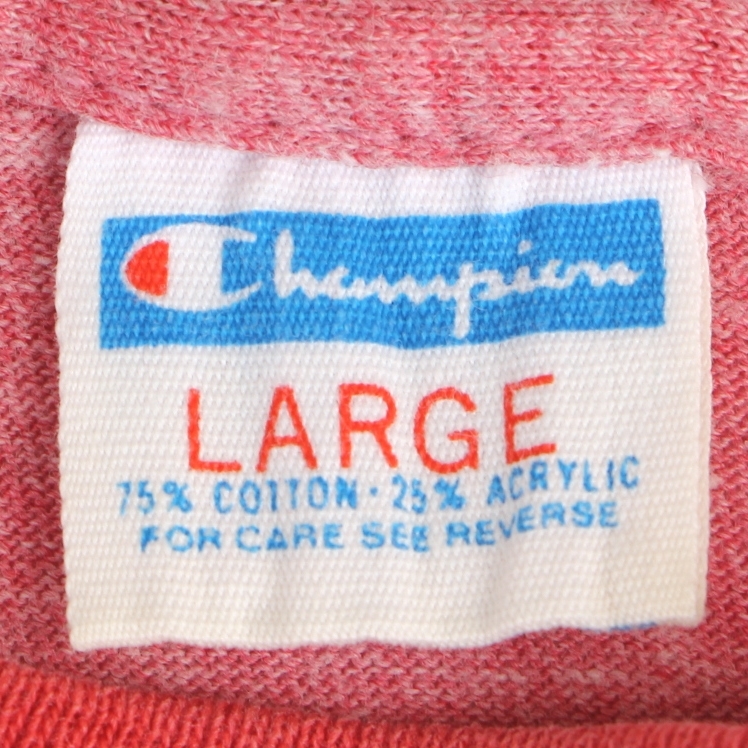 Champion
LARGE
75% COTTON · 25% ACRYLIC
FOR CARE SEE REVERSE